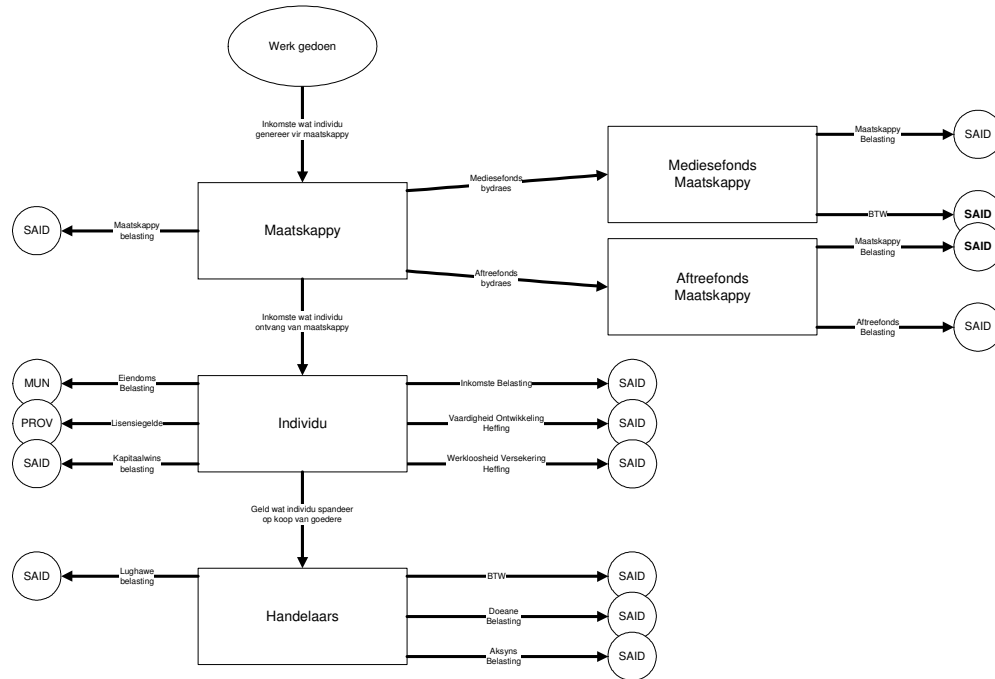 Werk gedoen
Inkomste wat individu
genereer vir maatskappy
Maatskappy
Maatskappy
belasting
SAID
Mediesefonds
bydraes
Mediesefonds
Maatskappy
Maatskappy
Belasting
SAID
BTW
SAID
Aftreefonds
bydraes
Aftreefonds
Maatskappy
Maatskappy
Belasting
SAID
Aftreefonds
Belasting
SAID
Inkomste wat individu
ontvang van maatskappy
Individu
Eiendoms
Belasting
MUN
Lisensiegelde
PROV
Kapitaalwins
belasting
SAID
Inkomste Belasting
SAID
Vaardigheid Ontwikkeling
Heffing
SAID
Werkloosheid Versekering
Heffing
SAID
Geld wat individu spandeer
op koop van goedere
Handelaars
Lughawe
belasting
SAID
BTW
SAID
Doeane
Belasting
SAID
Aksyns
Belasting
SAID